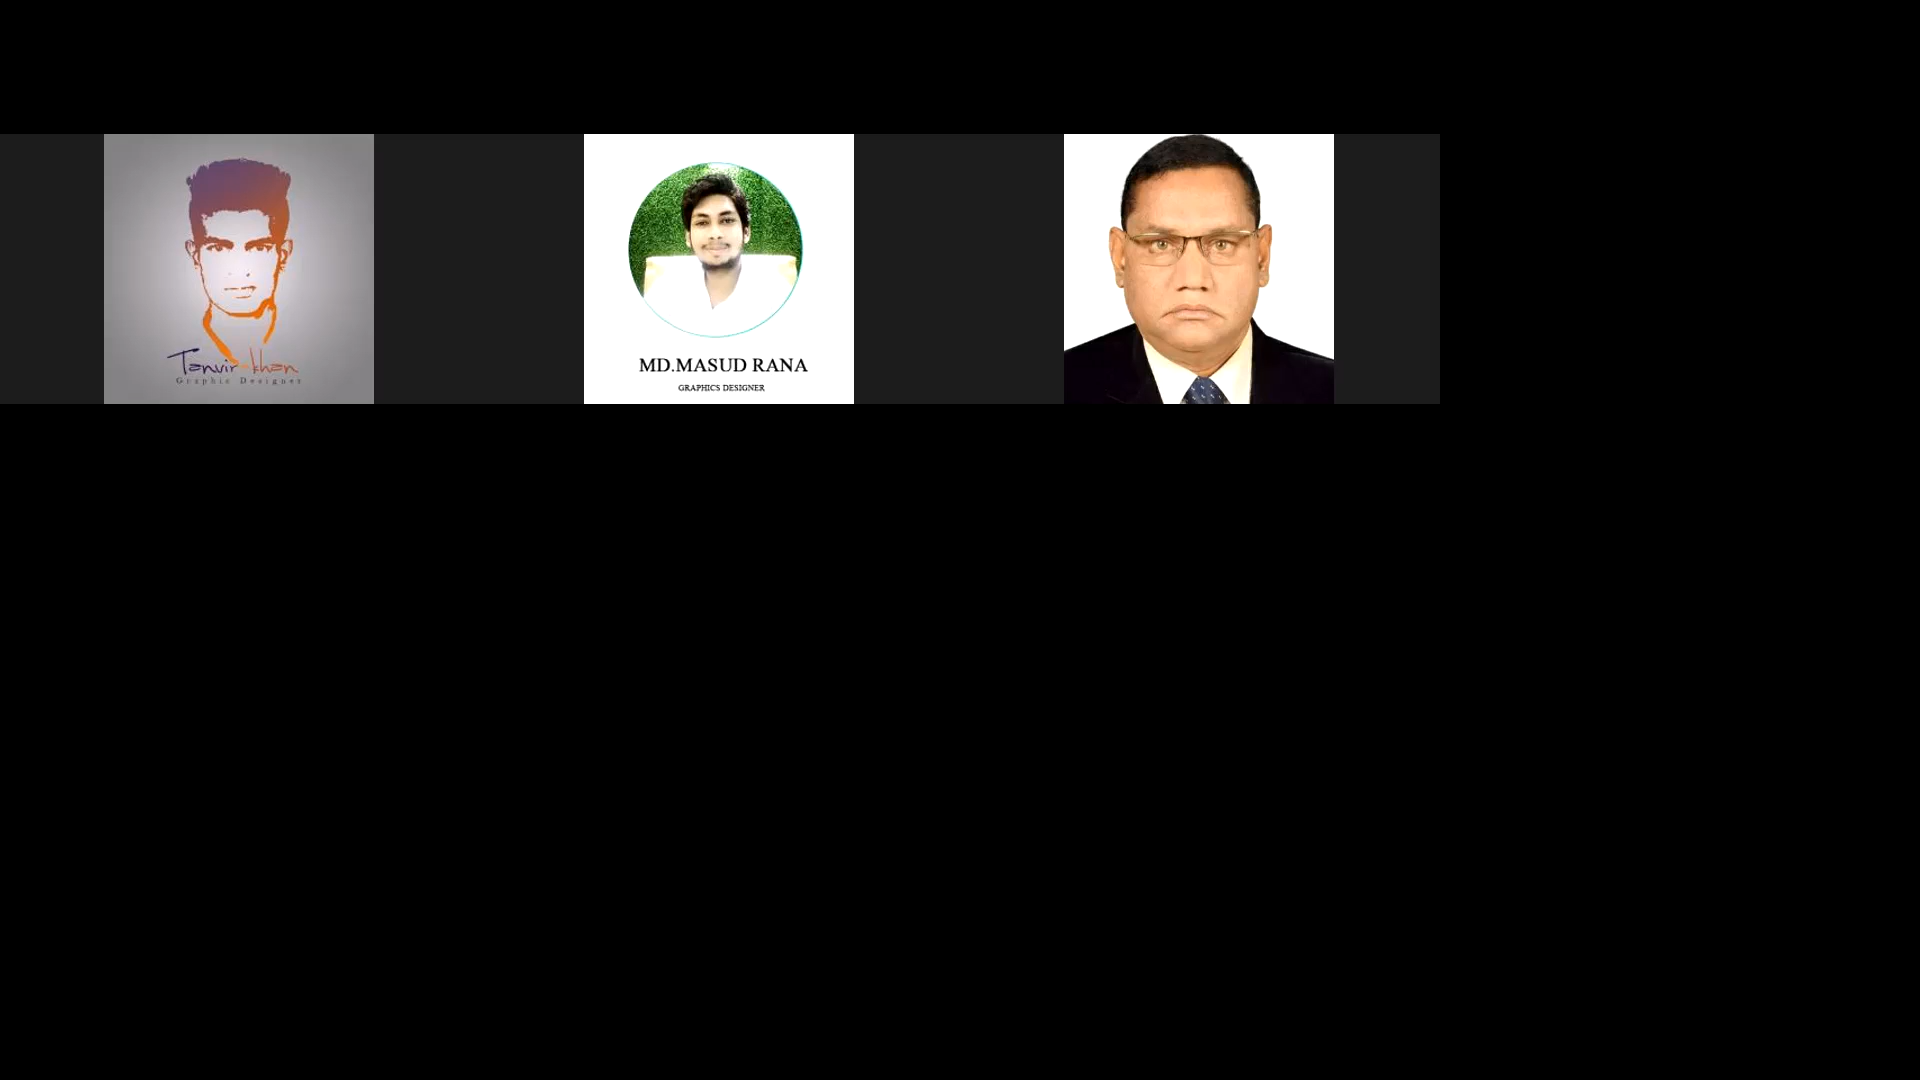 Tanvir khan
Graphic Designer
MD.MASUD RANA
GRAPHICS DESIGNER